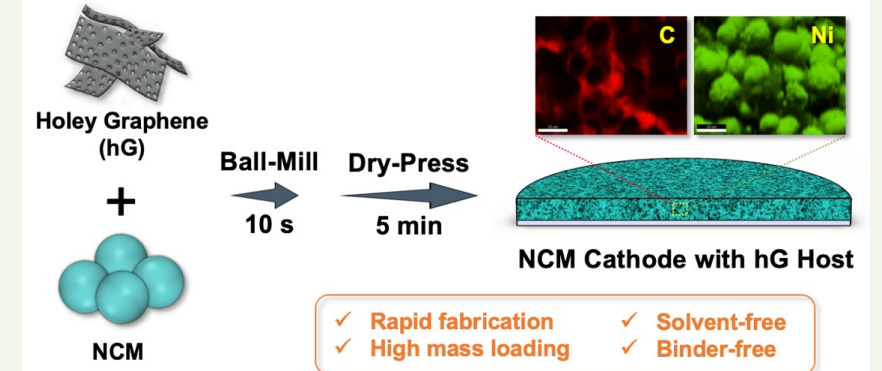 Holey Graphene
(hG)
+
NCM
Ball-Mill
10 s
Dry-Press
5 min
C
Ni
NCM Cathode with hG Host
✓ Rapid fabrication
✓ High mass loading
✓ Solvent-free
✓ Binder-free